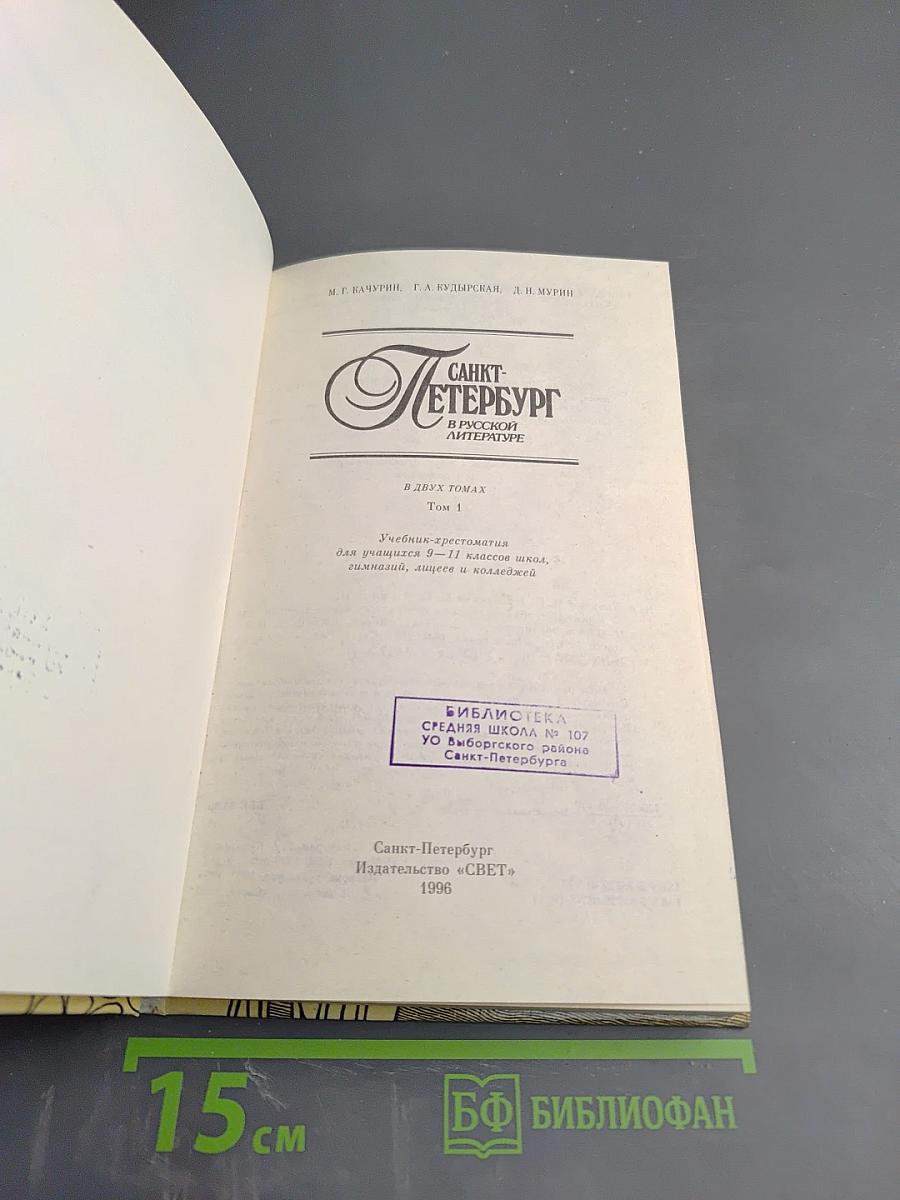 М. Г. КАЧУРИН, Г. А. КУДЫРСКАЯ, Д. Н. МУРИН
САНКТ-
ПЕТЕРБУРГ
В РУССКОЙ
ЛИТЕРАТУРЕ
В ДВУХ ТОМАХ
Том 1
Учебник-хрестоматия
для учащихся 9—11 классов школ,
гимназий, лицеев и колледжей
БИБЛИОТЕКА
СРЕДНЯЯ ШКОЛА № 107
УО Выборгского района
Санкт-Петербурга
Санкт-Петербург
Издательство «СВЕТ»
1996
15 см
БФ БИБЛИОФАН